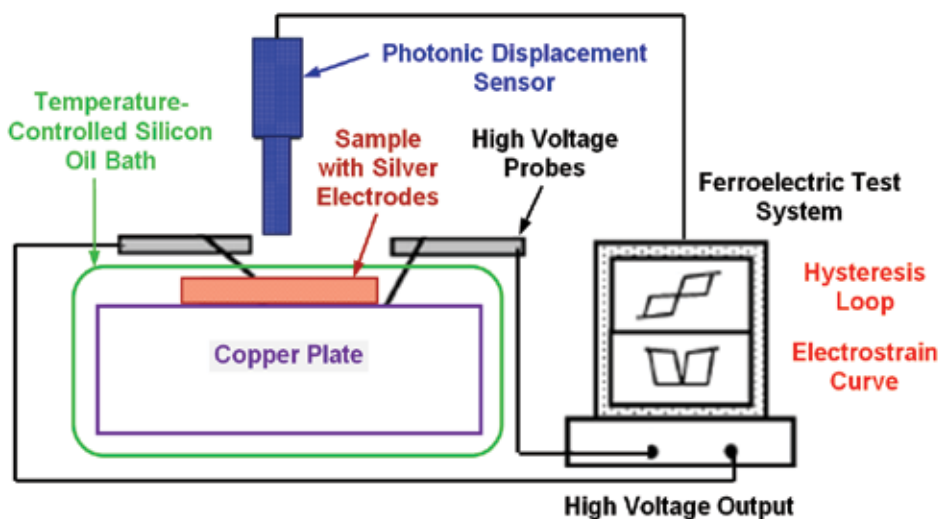 Photonic Displacement
Sensor
Temperature-
Controlled Silicon
Oil Bath
Sample
with Silver
Electrodes
High Voltage
Probes
Ferroelectric Test
System
Hysteresis
Loop
Copper Plate
Electrostrain
Curve
High Voltage Output